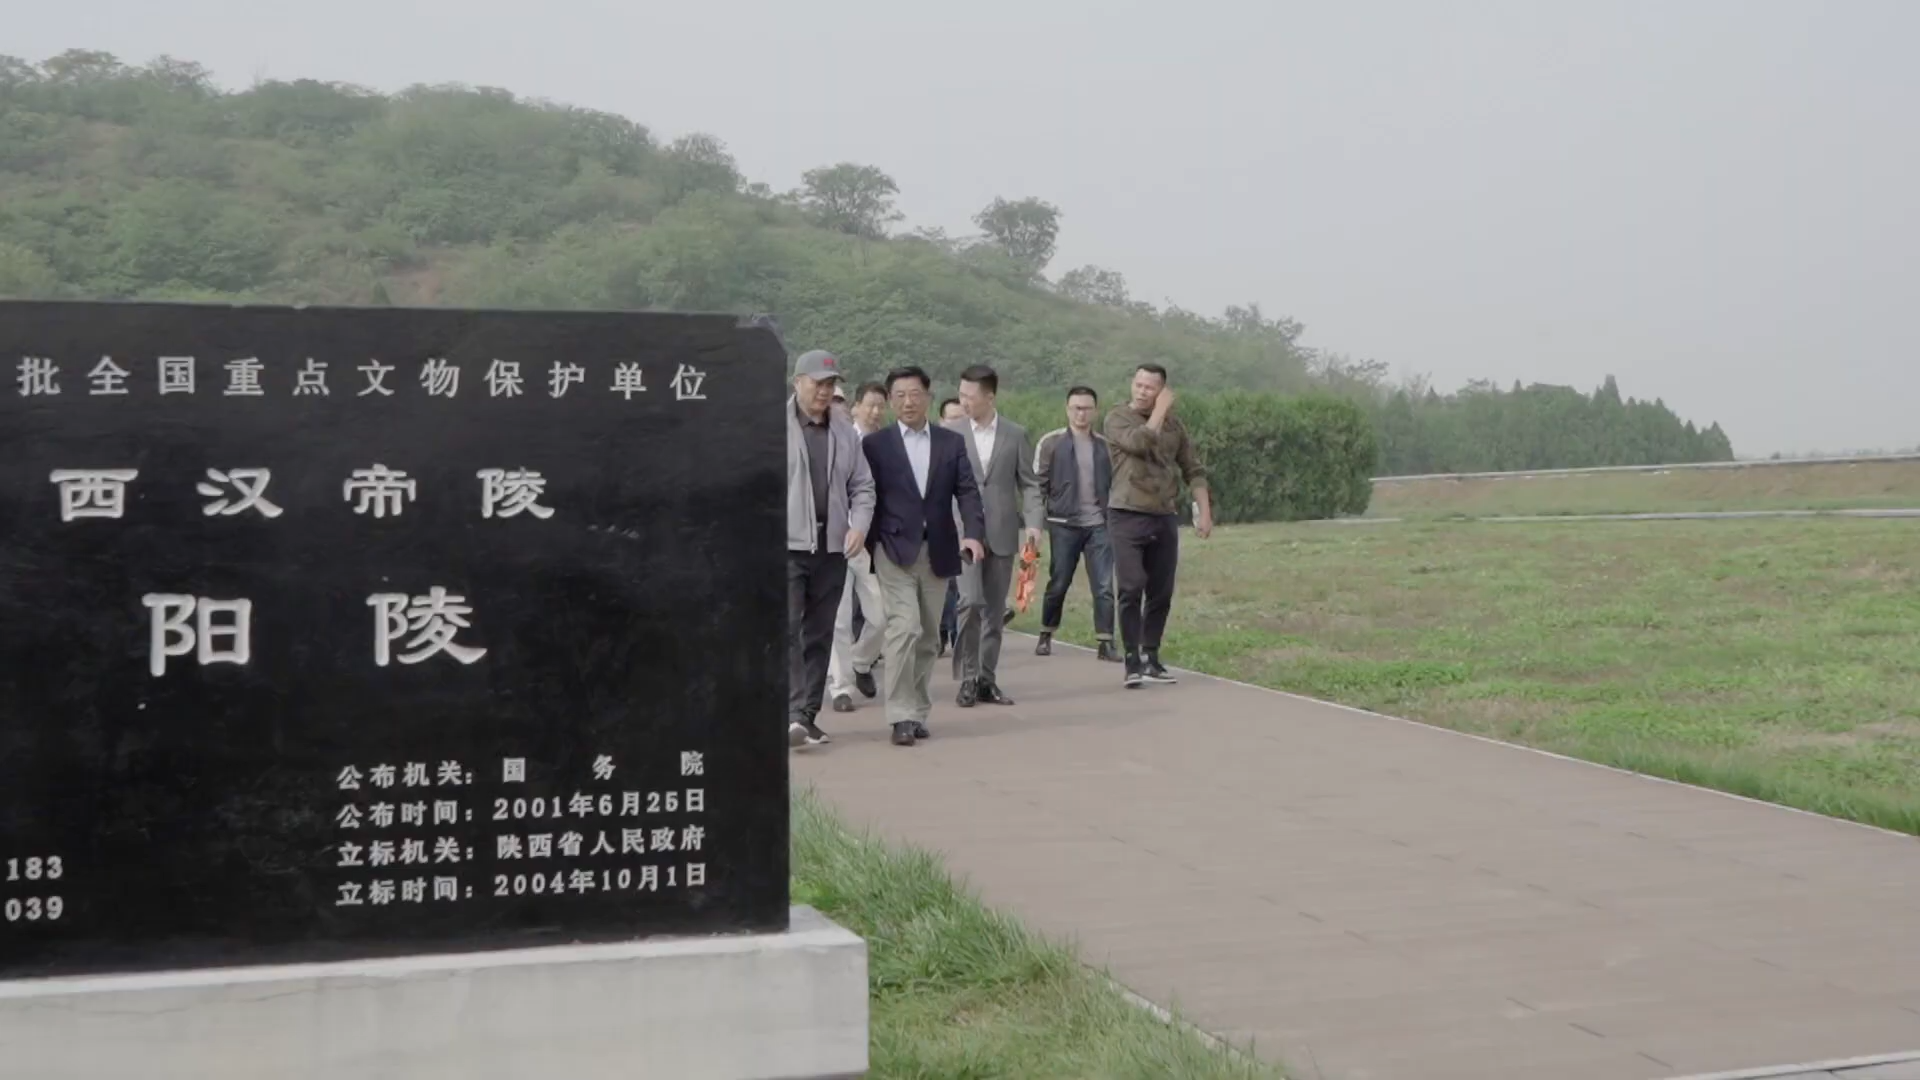 批全国重点文物保护单位
西汉帝陵
阳陵
公布机关：国务院
公布时间：2001年6月25日
立标机关：陕西省人民政府
立标时间：2004年10月1日
183
039